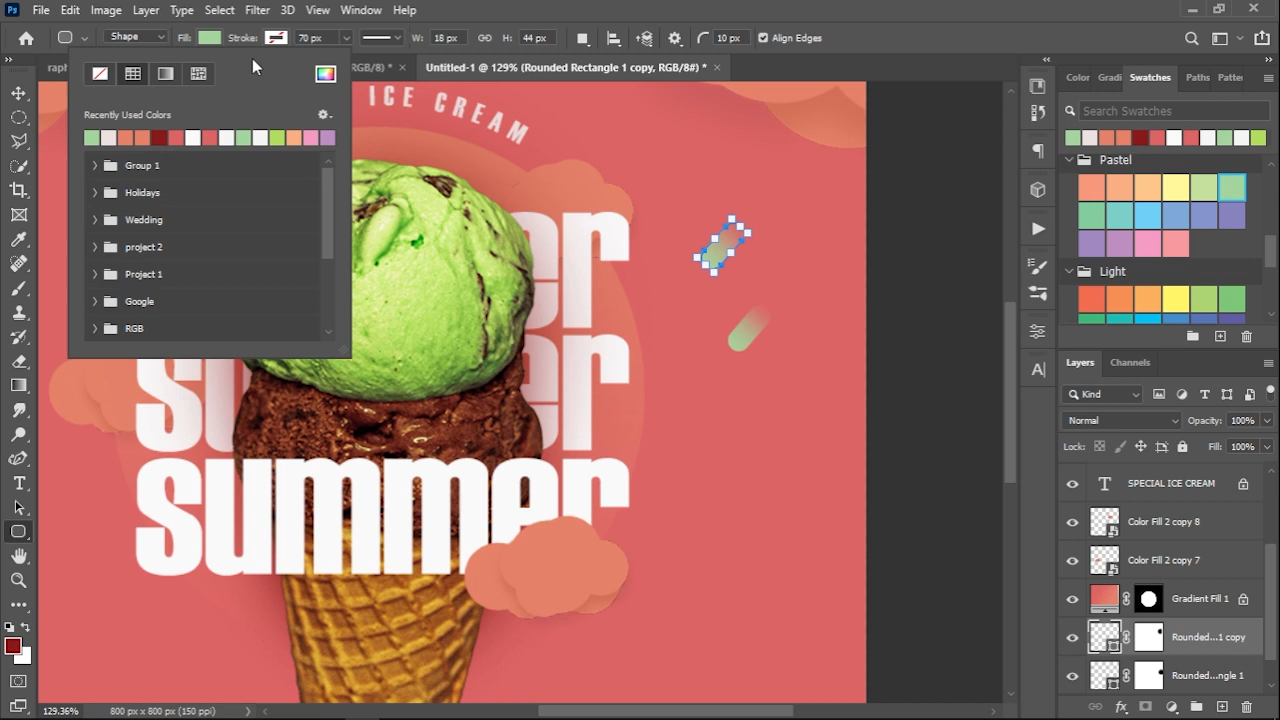 Ps File Edit Image Layer Type Select Filter 3D View Window Help
Shape Fill: Stroke: 70 px W: 18 px H: 44 px 10 px Align Edges
RGB/8) * × Untitled-1 @ 129% (Rounded Rectangle 1 copy, RGB/8#) * ×
Recently Used Colors
Group 1
Holidays
Wedding
project 2
Project 1
Google
RGB
ICE CREAM
summer
Color Gradi Swatches Paths Patter
Search Swatches
Pastel
Light
Layers Channels
Kind
Normal Opacity: 100%
Lock: Fill: 100%
SPECIAL ICE CREAM
Color Fill 2 copy 8
Color Fill 2 copy 7
Gradient Fill 1
Rounded...1 copy
Rounded...ngle 1
129.36% 800 px x 800 px (150 ppi)